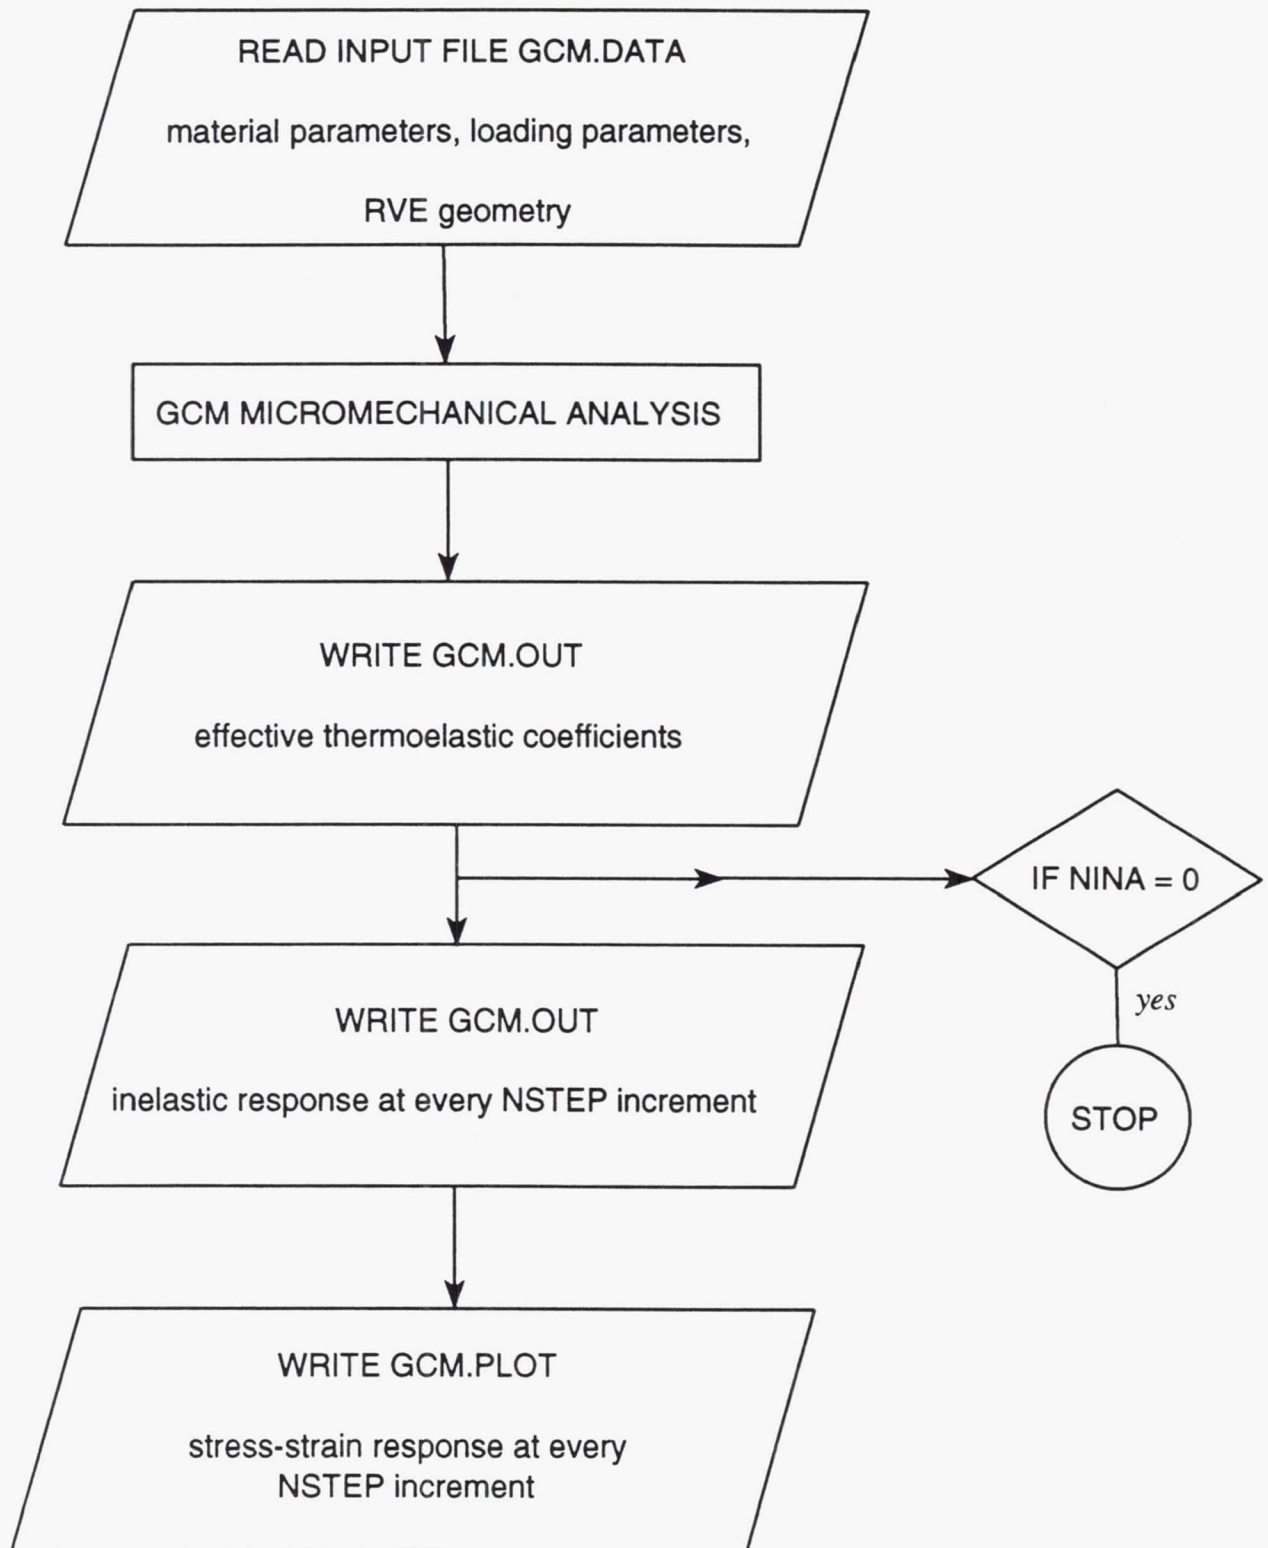 READ INPUT FILE GCM.DATA
material parameters, loading parameters,
RVE geometry
GCM MICROMECHANICAL ANALYSIS
WRITE GCM.OUT
effective thermoelastic coefficients
IF NINA = 0
yes
STOP
WRITE GCM.OUT
inelastic response at every NSTEP increment
WRITE GCM.PLOT
stress-strain response at every
NSTEP increment